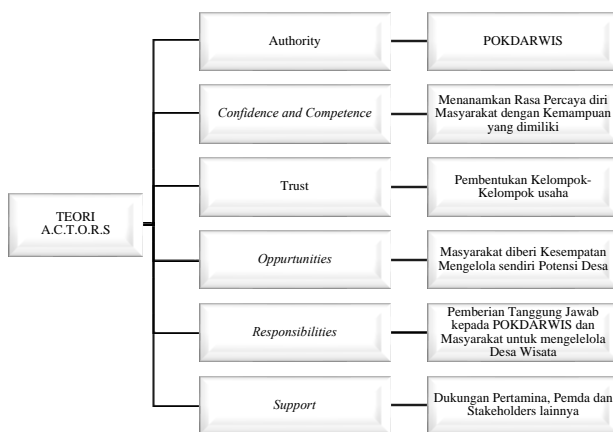 TEORI
A.C.T.O.R.S
Authority
POKDARWIS
Confidence and Competence
Menanamkan Rasa Percaya diri
Masyarakat dengan Kemampuan
yang dimiliki
Trust
Pembentukan Kelompok-
Kelompok usaha
Oppurtunities
Masyarakat diberi Kesempatan
Mengelola sendiri Potensi Desa
Responsibilities
Pemberian Tanggung Jawab
kepada POKDARWIS dan
Masyarakat untuk mengelelola
Desa Wisata
Support
Dukungan Pertamina, Pemda dan
Stakeholders lainnya